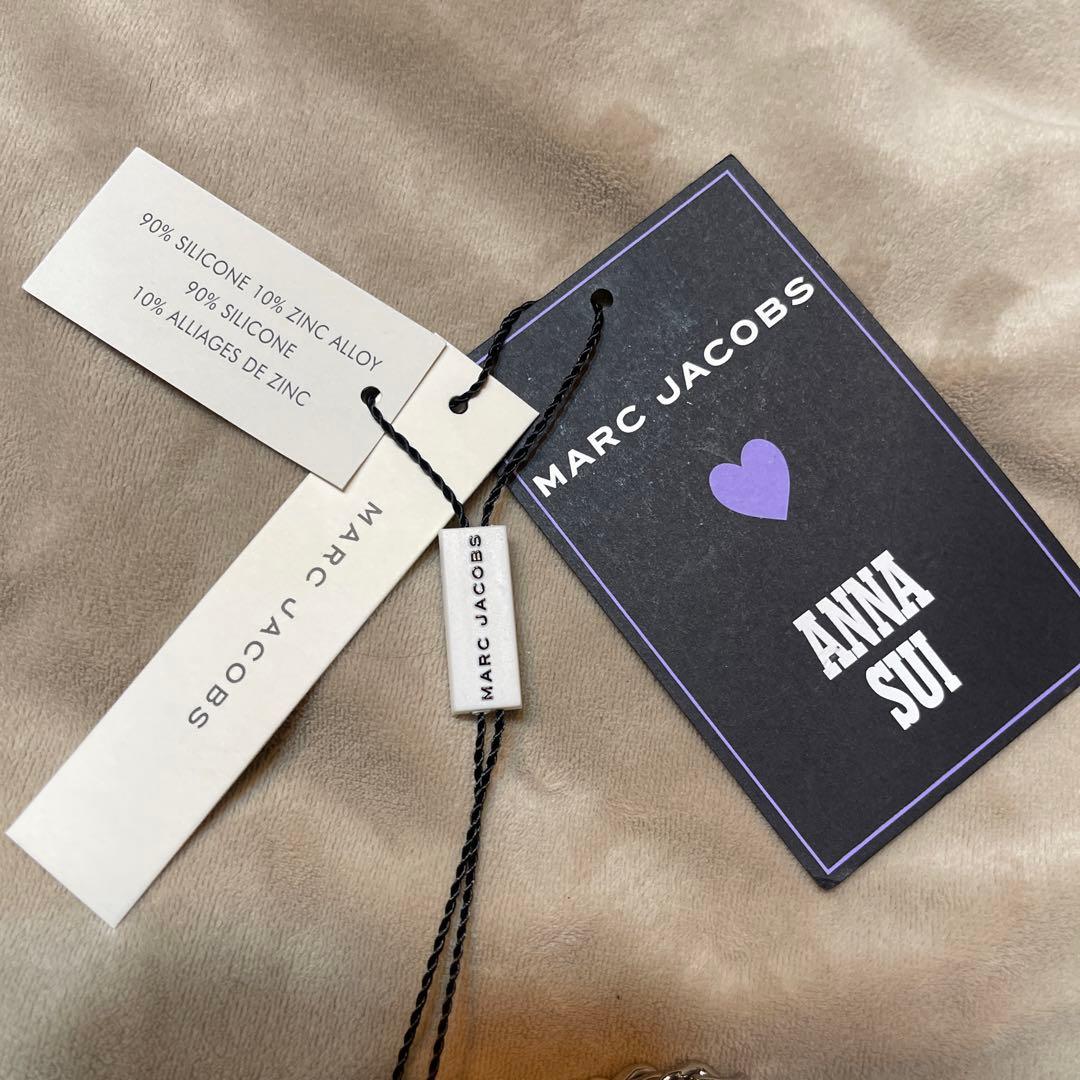 90% SILICONE 10% ZINC ALLOY
90% SILICONE
10% ALLIAGES DE ZINC
MARC JACOBS
MARC JACOBS
MARC JACOBS
ANNA
SUI